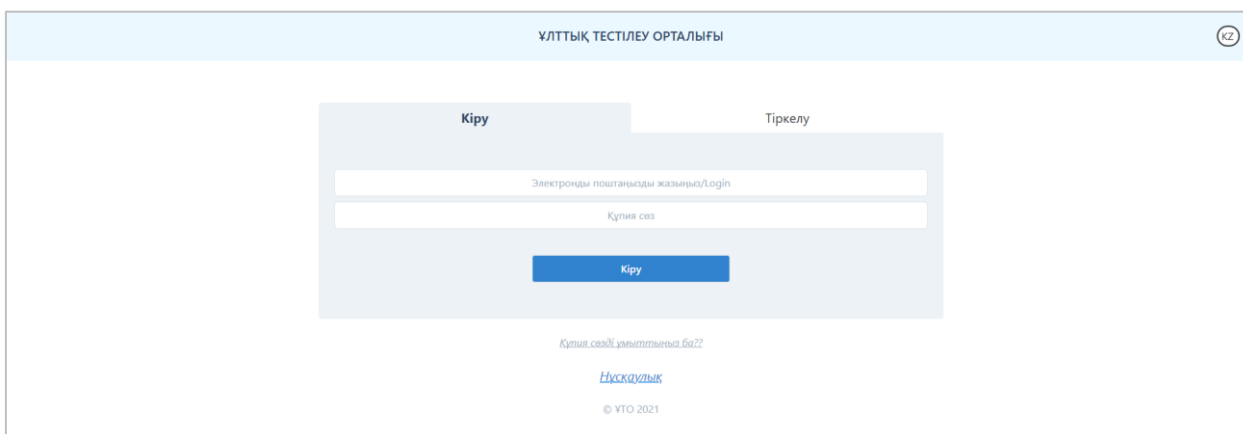 ҰЛТТЫҚ ТЕСТІЛЕУ ОРТАЛЫҒЫ
KZ
Кіру
Тіркелу
Электронды поштаңызды жазыңыз/Login
Құпия сөз
Кіру
Құпия сөзді ұмыттыңыз ба??
Нұсқаулық
© ҰТО 2021